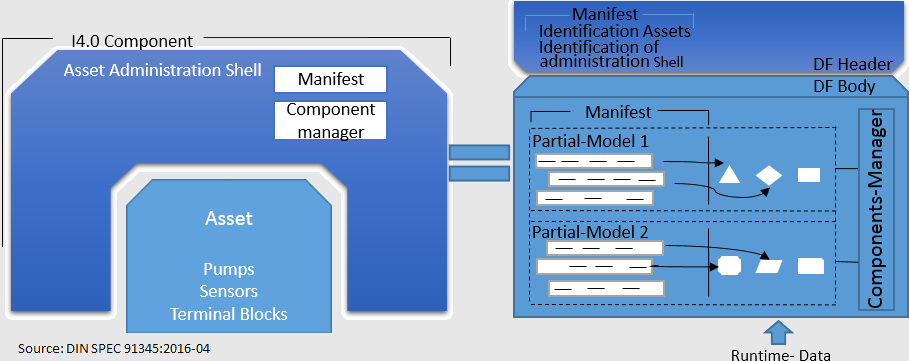 I4.0 Component
Asset Administration Shell
Manifest
Component
manager
Asset
Pumps
Sensors
Terminal Blocks
Source: DIN SPEC 91345:2016-04
Manifest
Identification Assets
Identification of
administration Shell
DF Header
DF Body
Manifest
Partial-Model 1
Partial-Model 2
Components-Manager
Runtime- Data